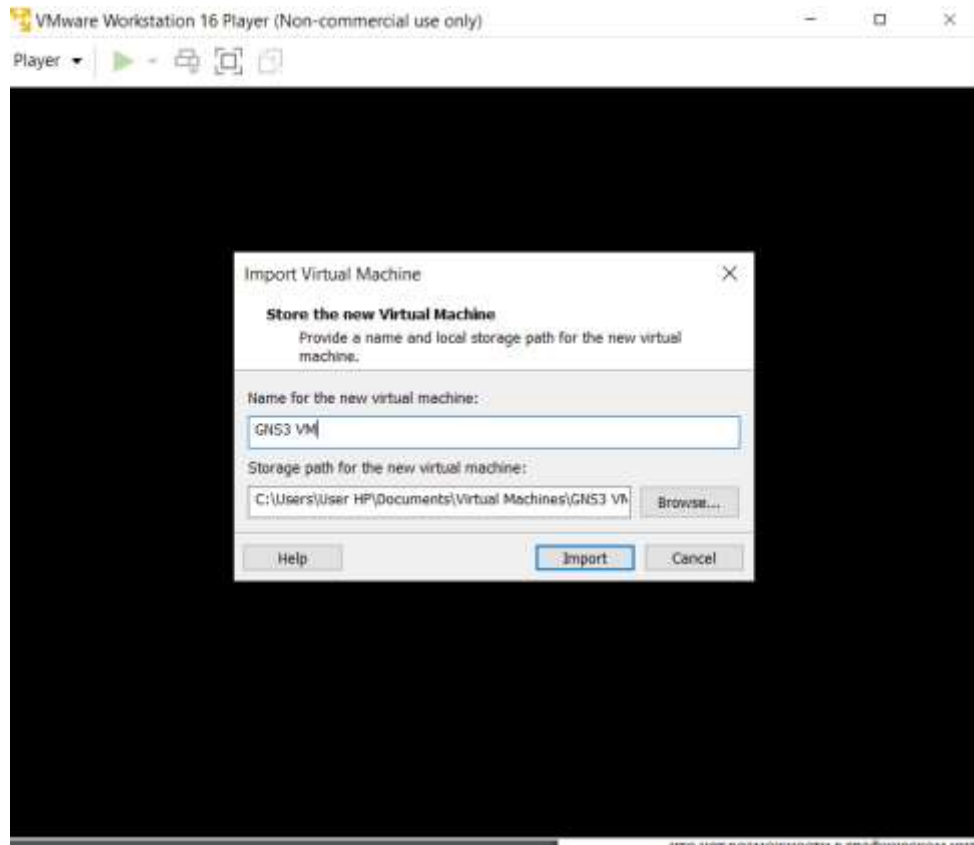 VMware Workstation 16 Player (Non-commercial use only)
Player
Import Virtual Machine
Store the new Virtual Machine
Provide a name and local storage path for the new virtual
machine.
Name for the new virtual machine:
GNS3 VM
Storage path for the new virtual machine:
C:\Users\User HP\Documents\Virtual Machines\GNS3 VM
Browse...
Help
Import
Cancel